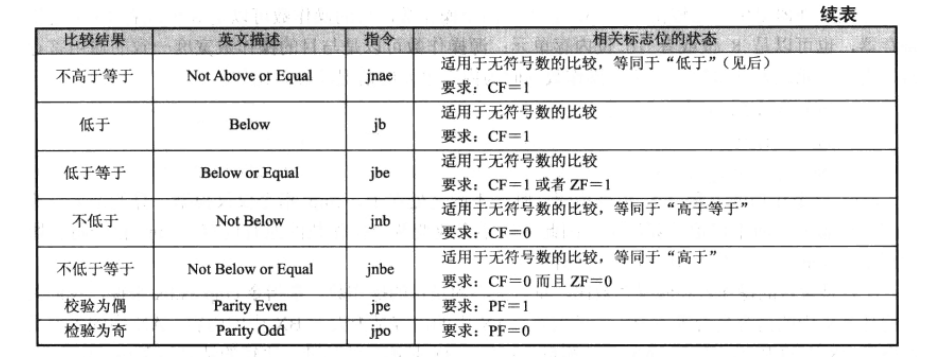 续表
比较结果 英文描述 指令 相关标志位的状态
不高于等于 Not Above or Equal jnae 适用于无符号数的比较，等同于“低于”（见后）
要求：CF＝1
低于 Below jb 适用于无符号数的比较
要求：CF＝1
低于等于 Below or Equal jbe 适用于无符号数的比较
要求：CF＝1 或者 ZF＝1
不低于 Not Below jnb 适用于无符号数的比较，等同于“高于等于”
要求：CF＝0
不低于等于 Not Below or Equal jnbe 适用于无符号数的比较，等同于“高于”
要求：CF＝0 而且 ZF＝0
校验为偶 Parity Even jpe 要求：PF＝1
检验为奇 Parity Odd jpo 要求：PF＝0